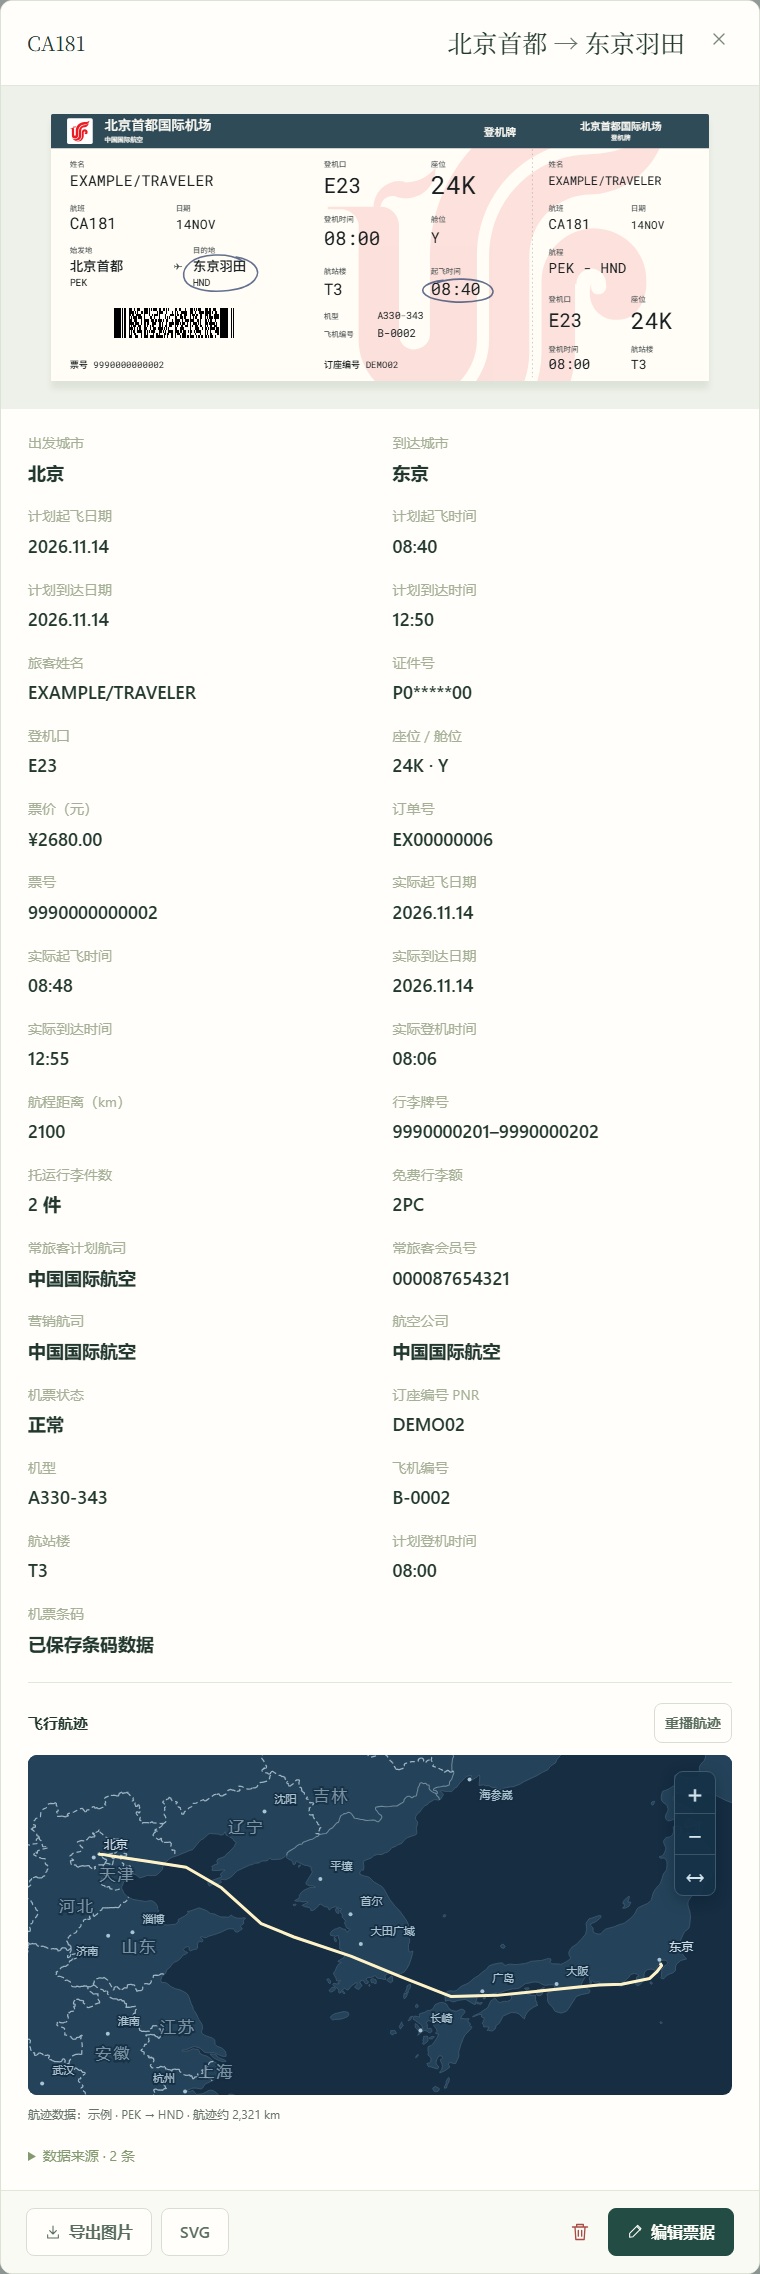 CA181
北京首都 → 东京羽田
北京首都国际机场
中国国际航空
登机牌
北京首都国际机场
登机牌
姓名
EXAMPLE/TRAVELER
航班 日期
CA181 14NOV
始发地 目的地
北京首都 东京羽田
PEK HND
票号 9990000000002
登机口 座位
E23 24K
登机时间 舱位
08:00 Y
航站楼 起飞时间
T3 08:40
机型 A330-343
飞机编号 B-0002
订座编号 DEMO02
姓名
EXAMPLE/TRAVELER
航班 日期
CA181 14NOV
航程
PEK - HND
登机口 座位
E23 24K
登机时间 航站楼
08:00 T3
出发城市 到达城市
北京 东京
计划起飞日期 计划起飞时间
2026.11.14 08:40
计划到达日期 计划到达时间
2026.11.14 12:50
旅客姓名 证件号
EXAMPLE/TRAVELER P0*****00
登机口 座位 / 舱位
E23 24K · Y
票价（元） 订单号
¥2680.00 EX00000006
票号 实际起飞日期
9990000000002 2026.11.14
实际起飞时间 实际到达日期
08:48 2026.11.14
实际到达时间 实际登机时间
12:55 08:06
航程距离（km） 行李牌号
2100 9990000201–9990000202
托运行李件数 免费行李额
2 件 2PC
常旅客计划航司 常旅客会员号
中国国际航空 000087654321
营销航司 航空公司
中国国际航空 中国国际航空
机票状态 订座编号 PNR
正常 DEMO02
机型 飞机编号
A330-343 B-0002
航站楼 计划登机时间
T3 08:00
机票条码
已保存条码数据
飞行航迹 重播航迹
海参崴
沈阳 吉林
辽宁
北京
天津
平壤
河北
首尔
淄博
大田广域
济南 山东
东京
大阪
广岛
淮南 江苏
长崎
安徽
武汉 杭州 上海
航迹数据：示例 · PEK → HND · 航迹约 2,321 km
数据来源 · 2 条
导出图片 SVG 编辑票据